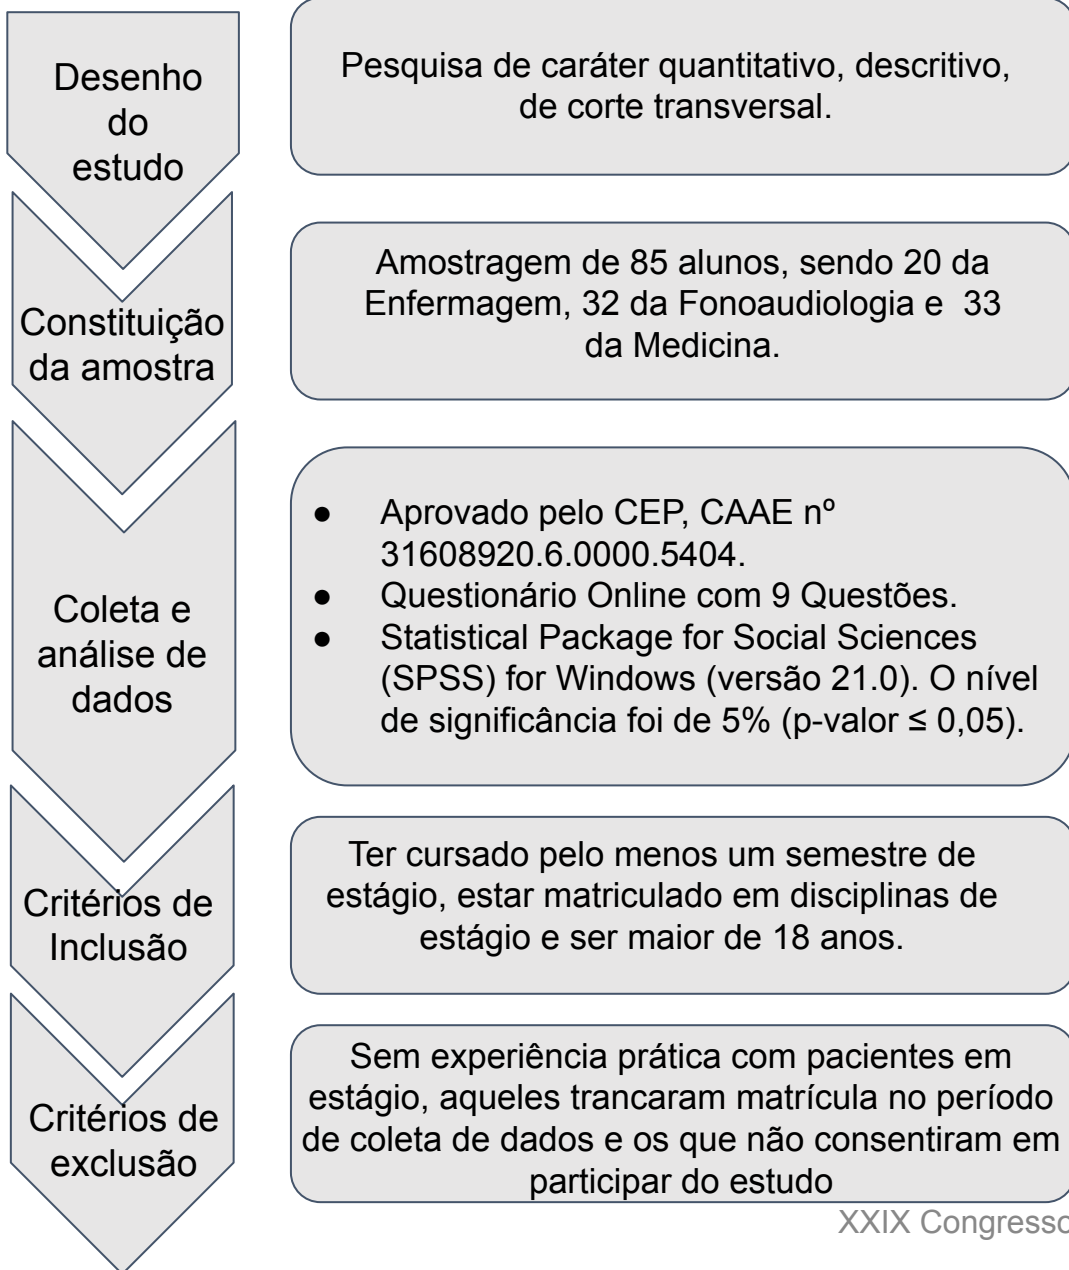 Desenho
do
estudo
Pesquisa de caráter quantitativo, descritivo,
de corte transversal.
Constituição
da amostra
Amostragem de 85 alunos, sendo 20 da
Enfermagem, 32 da Fonoaudiologia e 33
da Medicina.
Coleta e
análise de
dados
● Aprovado pelo CEP, CAAE nº
31608920.6.0000.5404.
● Questionário Online com 9 Questões.
● Statistical Package for Social Sciences
(SPSS) for Windows (versão 21.0). O nível
de significância foi de 5% (p-valor ≤ 0,05).
Critérios de
Inclusão
Ter cursado pelo menos um semestre de
estágio, estar matriculado em disciplinas de
estágio e ser maior de 18 anos.
Critérios de
exclusão
Sem experiência prática com pacientes em
estágio, aqueles trancaram matrícula no período
de coleta de dados e os que não consentiram em
participar do estudo
XXIX Congresso